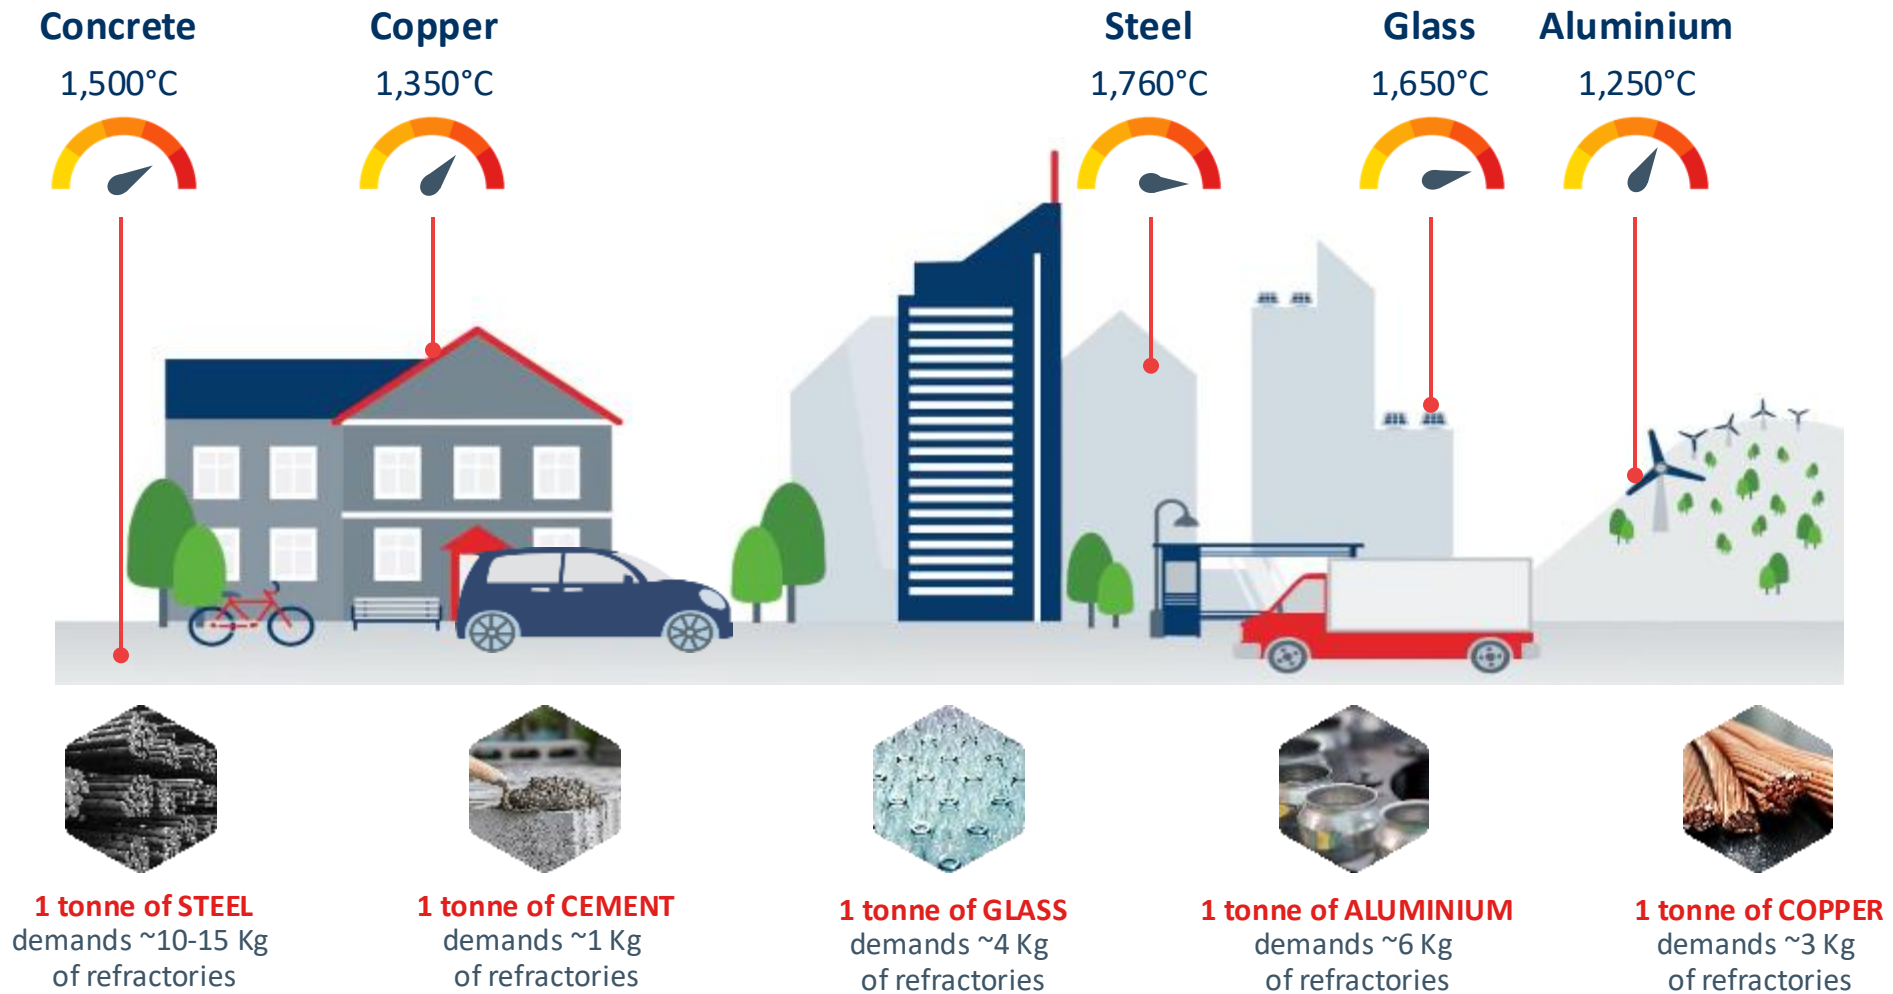 Concrete
1,500°C
Copper
1,350°C
Steel
1,760°C
Glass
1,650°C
Aluminium
1,250°C
1 tonne of STEEL
demands ~10-15 Kg
of refractories
1 tonne of CEMENT
demands ~1 Kg
of refractories
1 tonne of GLASS
demands ~4 Kg
of refractories
1 tonne of ALUMINIUM
demands ~6 Kg
of refractories
1 tonne of COPPER
demands ~3 Kg
of refractories